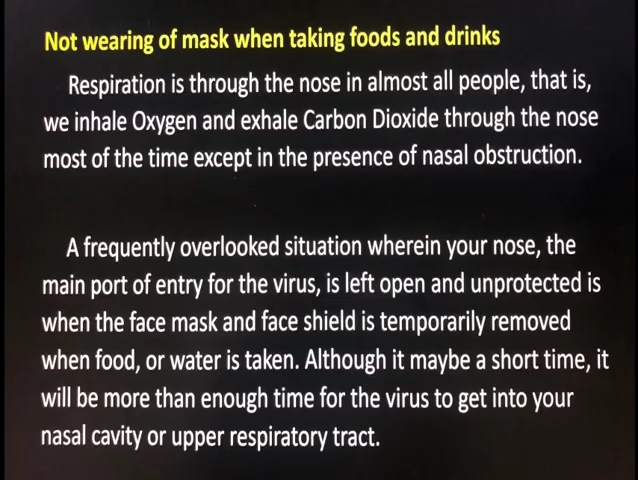 Not wearing of mask when taking foods and drinks
Respiration is through the nose in almost all people, that is,
we inhale Oxygen and exhale Carbon Dioxide through the nose
most of the time except in the presence of nasal obstruction.
A frequently overlooked situation wherein your nose, the
main port of entry for the virus, is left open and unprotected is
when the face mask and face shield is temporarily removed
when food, or water is taken. Although it maybe a short time, it
will be more than enough time for the virus to get into your
nasal cavity or upper respiratory tract.